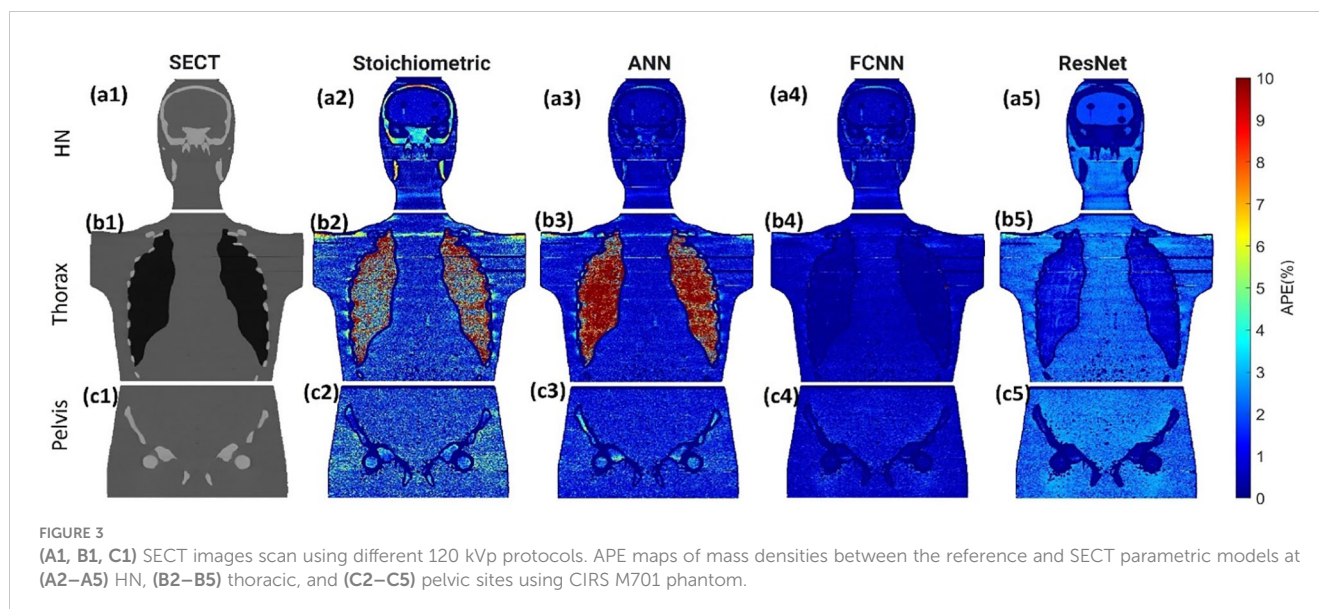 SECT Stoichiometric ANN FCNN ResNet
HN
(a1) (a2) (a3) (a4) (a5)
Thorax
(b1) (b2) (b3) (b4) (b5)
Pelvis
(c1) (c2) (c3) (c4) (c5)
10
9
8
7
6
5
4
3
2
1
0
APE(%)
FIGURE 3
(A1, B1, C1) SECT images scan using different 120 kVp protocols. APE maps of mass densities between the reference and SECT parametric models at
(A2–A5) HN, (B2–B5) thoracic, and (C2–C5) pelvic sites using CIRS M701 phantom.